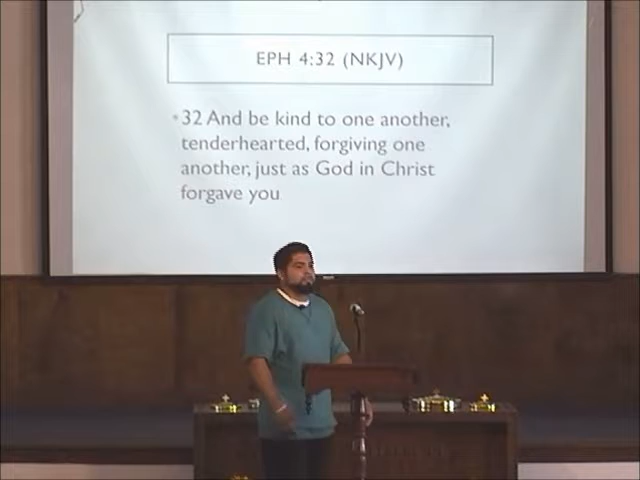 EPH 4:32 (NKJV)
• 32 And be kind to one another,
tenderhearted, forgiving one
another, just as God in Christ
forgave you